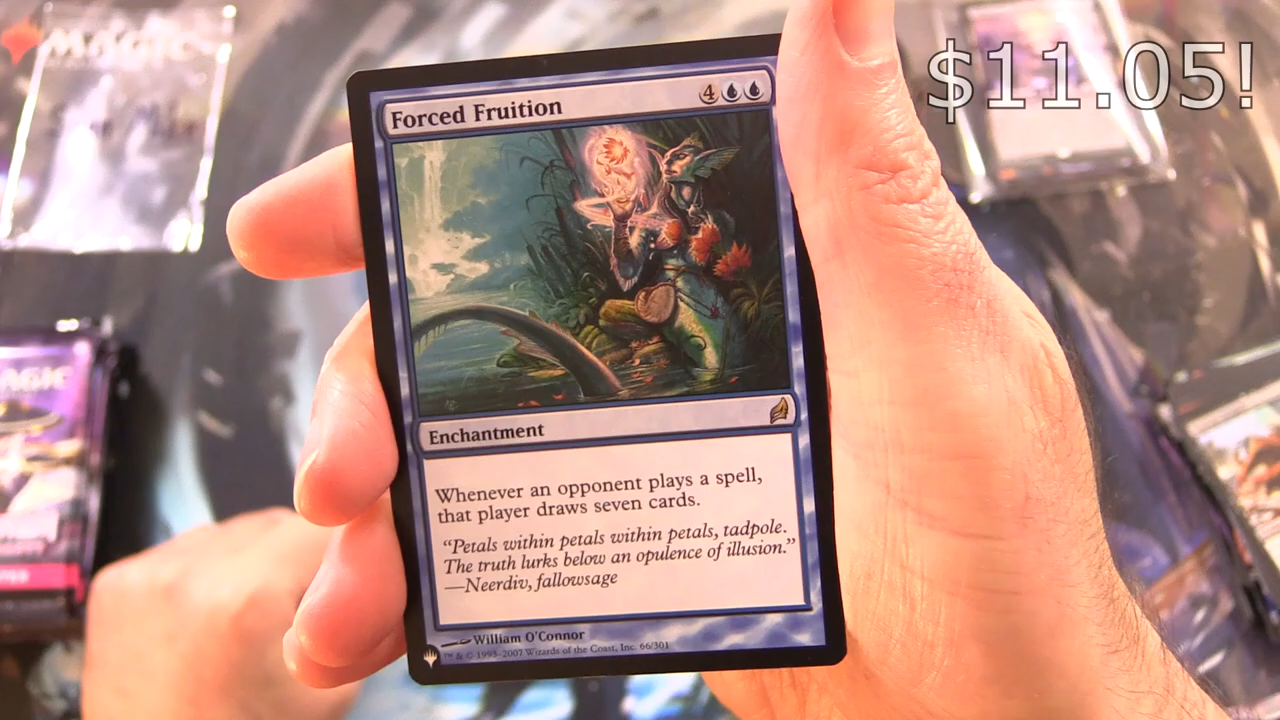 MAGIC
$11.05!
Forced Fruition
4
Enchantment
Whenever an opponent plays a spell,
that player draws seven cards.
“Petals within petals within petals, tadpole.
The truth lurks below an opulence of illusion.”
—Neerdiv, fallowsage
William O'Connor
™ & © 1993-2007 Wizards of the Coast, Inc. 66/301
MAGIC